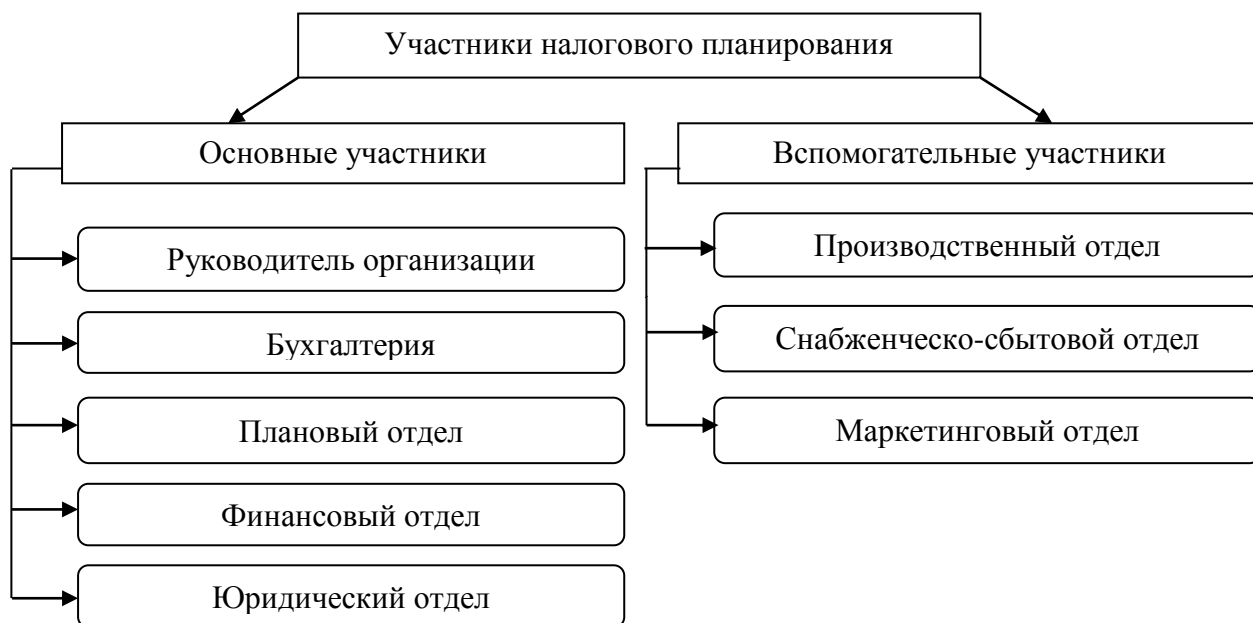 Участники налогового планирования
Основные участники
Руководитель организации
Бухгалтерия
Плановый отдел
Финансовый отдел
Юридический отдел
Вспомогательные участники
Производственный отдел
Снабженческо-сбытовой отдел
Маркетинговый отдел